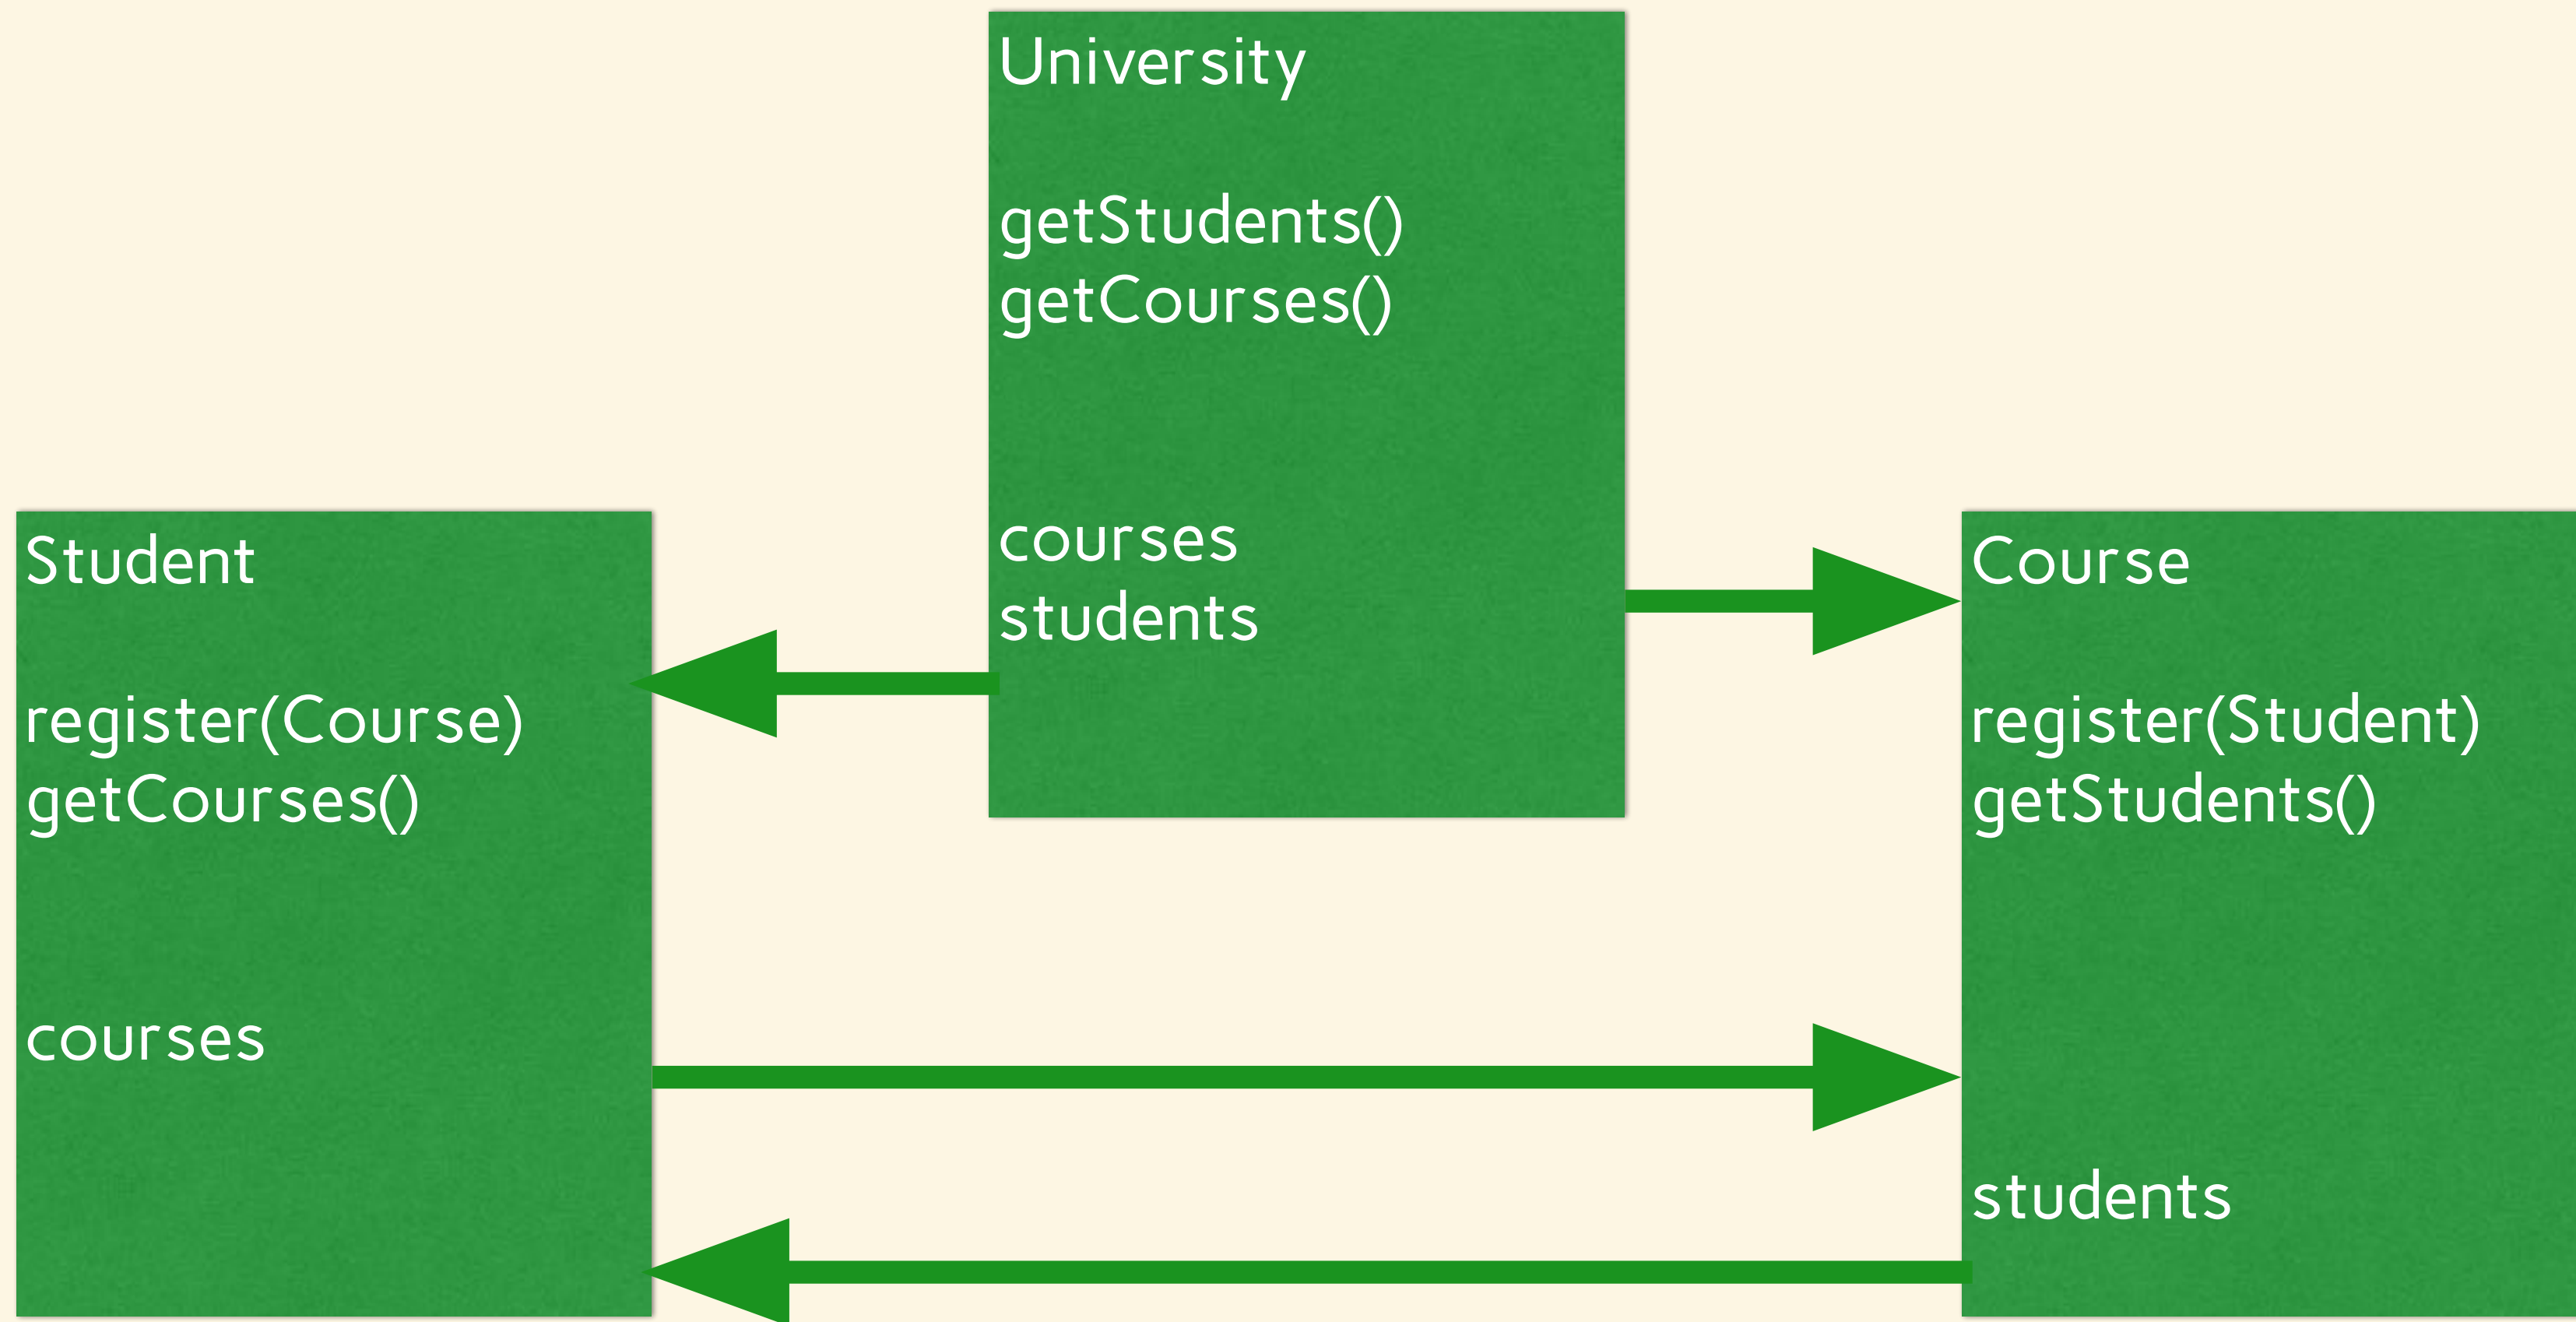 University
getStudents()
getCourses()
courses
students
Student
register(Course)
getCourses()
courses
Course
register(Student)
getStudents()
students